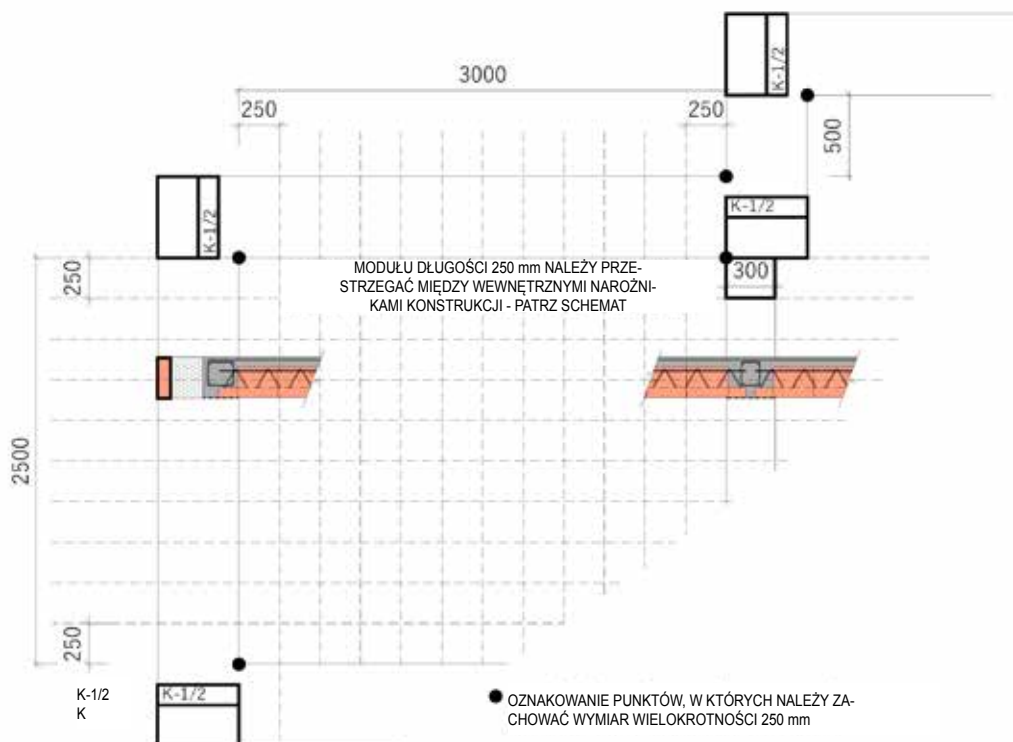 K-1/2
3000
250
250
500
K-1/2
K-1/2
250
MODUŁU DŁUGOŚCI 250 mm NALEŻY PRZE-
STRZEGAĆ MIĘDZY WEWNĘTRZNYMI NAROŻNI-
KAMI KONSTRUKCJI - PATRZ SCHEMAT
300
2500
250
K-1/2
K
K-1/2
OZNAKOWANIE PUNKTÓW, W KTÓRYCH NALEŻY ZA-
CHOWAĆ WYMIAR WIELOKROTNOŚCI 250 mm